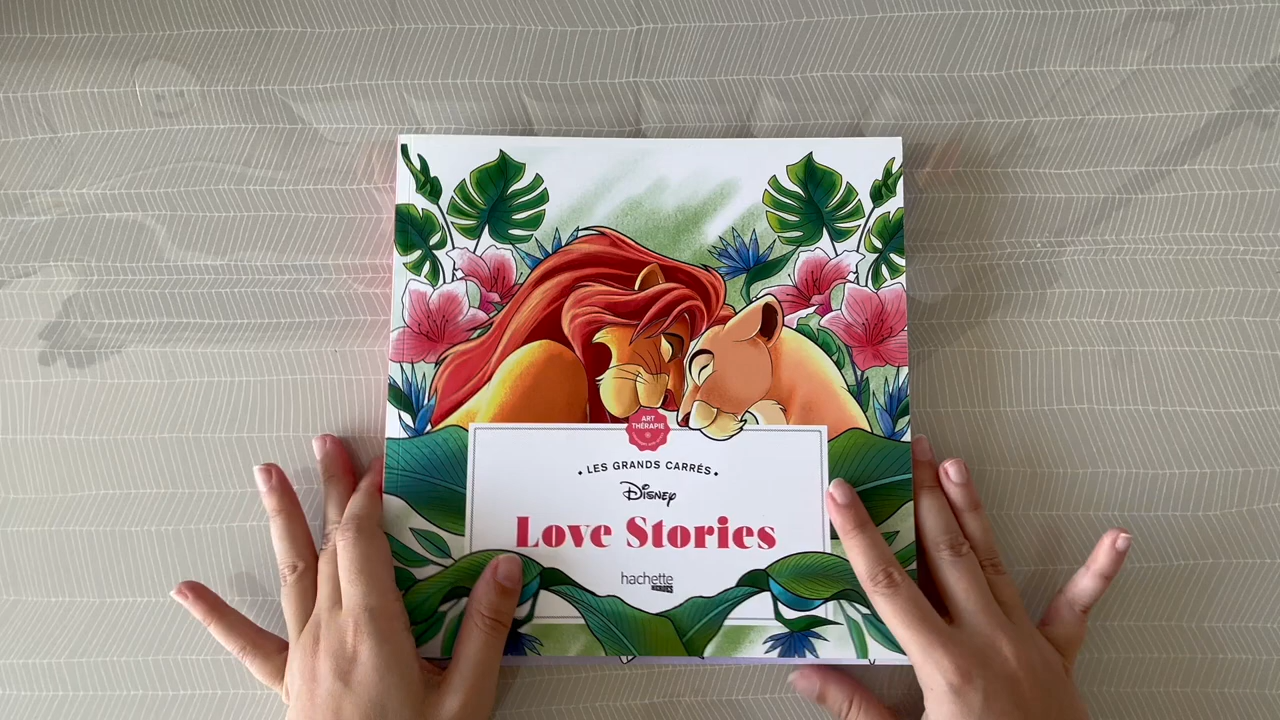 ART
THÉRAPIE
• LES GRANDS CARRÉS •
Disney
Love Stories
hachette